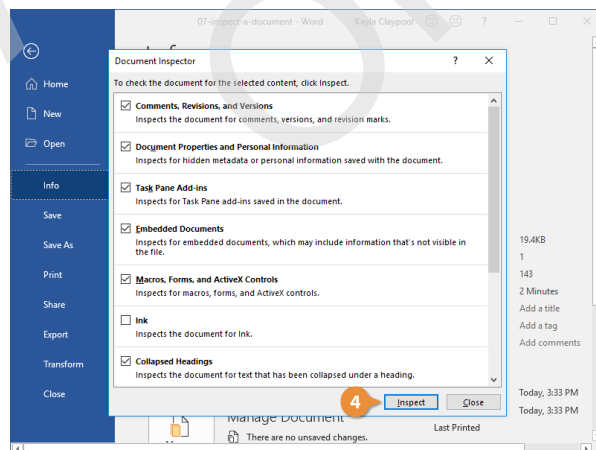 07-inspect-a-document - Word Kayla Claypool ?
Document Inspector ?
To check the document for the selected content, click Inspect.
Comments, Revisions, and Versions
Inspects the document for comments, versions, and revision marks.
Document Properties and Personal Information
Inspects for hidden metadata or personal information saved with the document.
Task Pane Add-ins
Inspects for Task Pane add-ins saved in the document.
Embedded Documents
Inspects for embedded documents, which may include information that's not visible in
the file.
Macros, Forms, and ActiveX Controls
Inspects for macros, forms, and ActiveX controls.
Ink
Inspects the document for Ink.
Collapsed Headings
Inspects the document for text that has been collapsed under a heading.
4
Inspect
Close
Home
New
Open
Info
Save
Save As
Print
Share
Export
Transform
Close
19.4KB
1
143
2 Minutes
Add a title
Add a tag
Add comments
Today, 3:33 PM
Today, 3:33 PM
Last Printed
Manage Document
There are no unsaved changes.